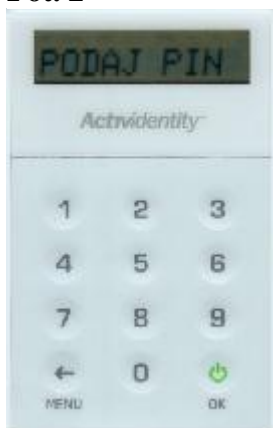 PODAJ PIN
ActivIdentity
1 2 3
4 5 6
7 8 9
← 0
MENU OK